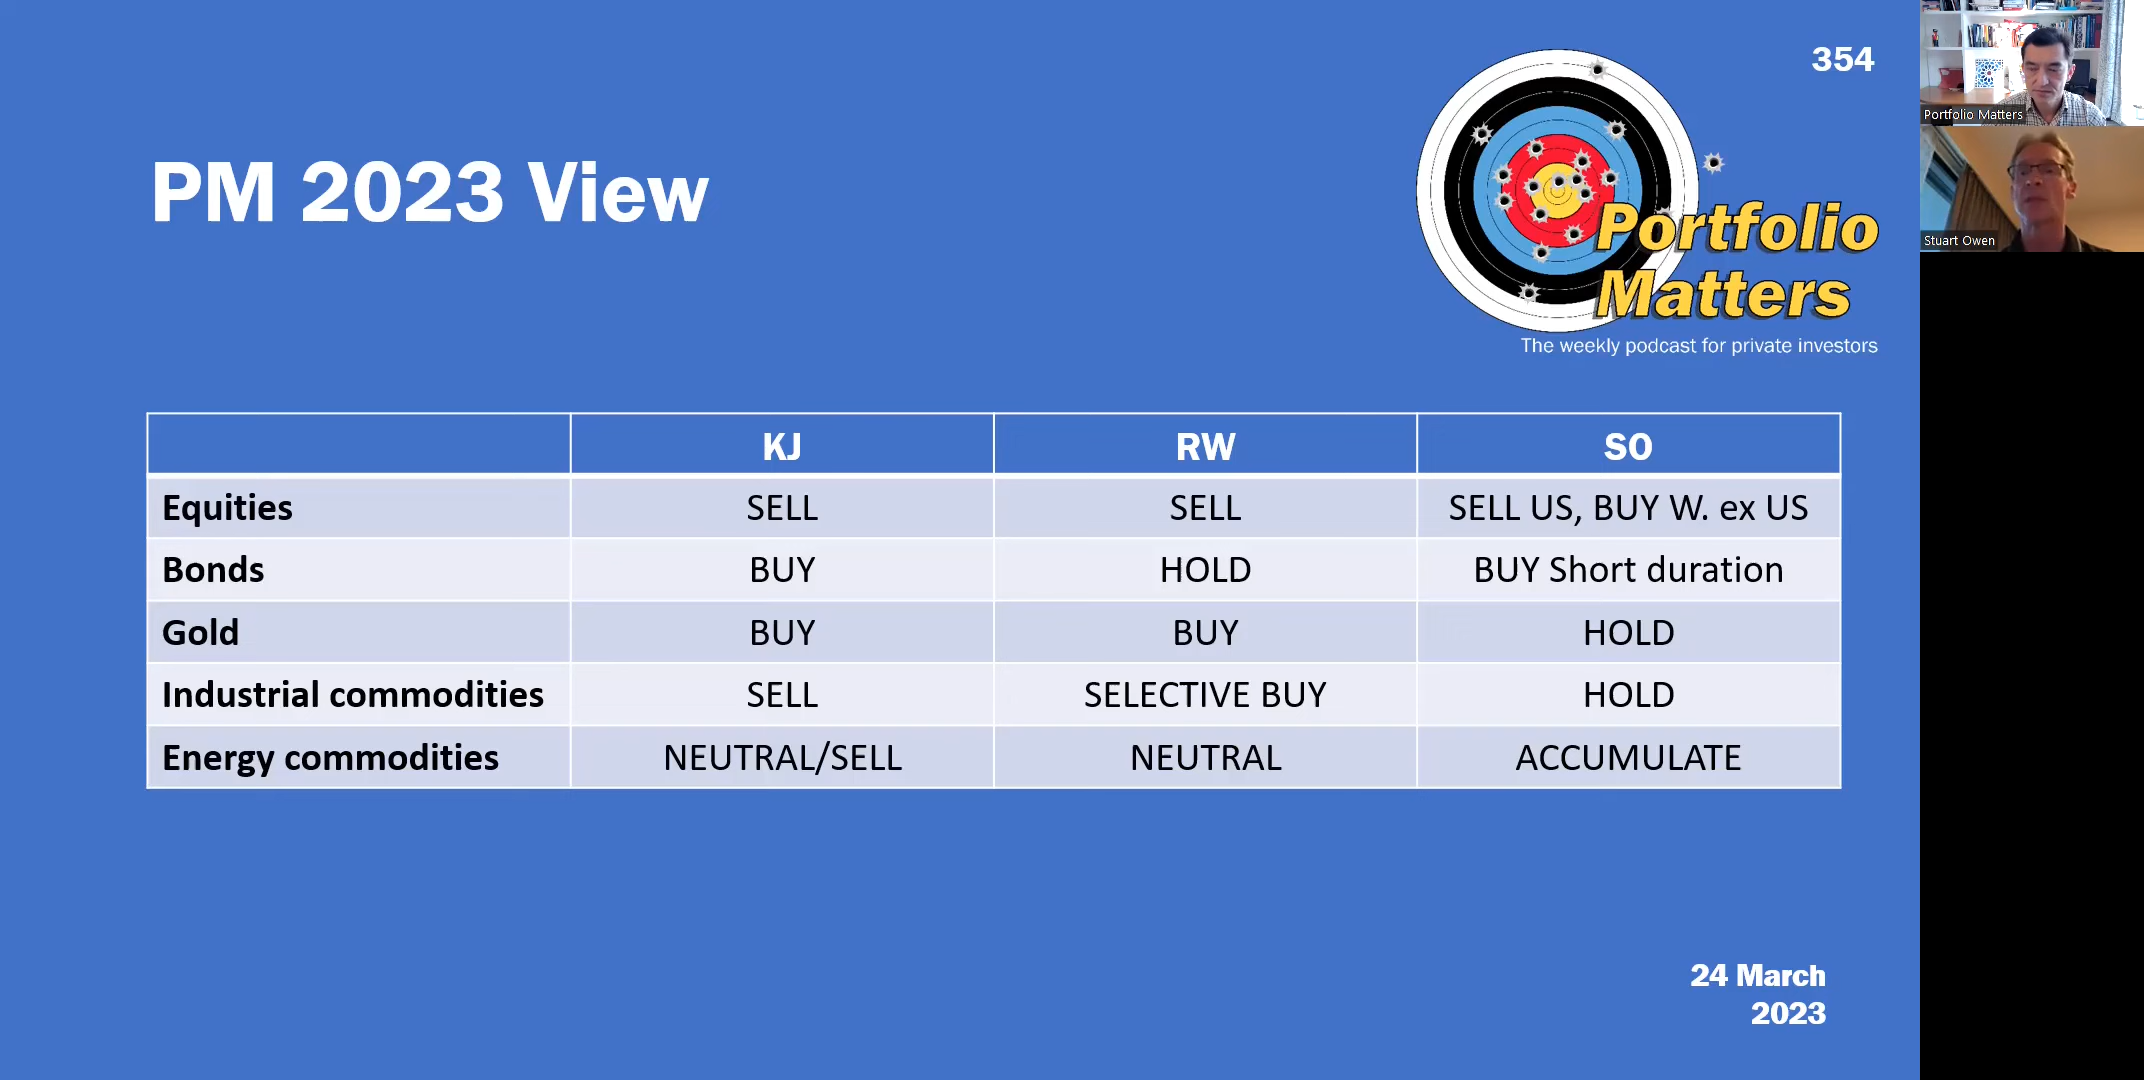 354
PM 2023 View
Portfolio
Matters
The weekly podcast for private investors
KJ RW SO
Equities SELL SELL SELL US, BUY W. ex US
Bonds BUY HOLD BUY Short duration
Gold BUY BUY HOLD
Industrial commodities SELL SELECTIVE BUY HOLD
Energy commodities NEUTRAL/SELL NEUTRAL ACCUMULATE
24 March
2023
Portfolio Matters
Stuart Owen